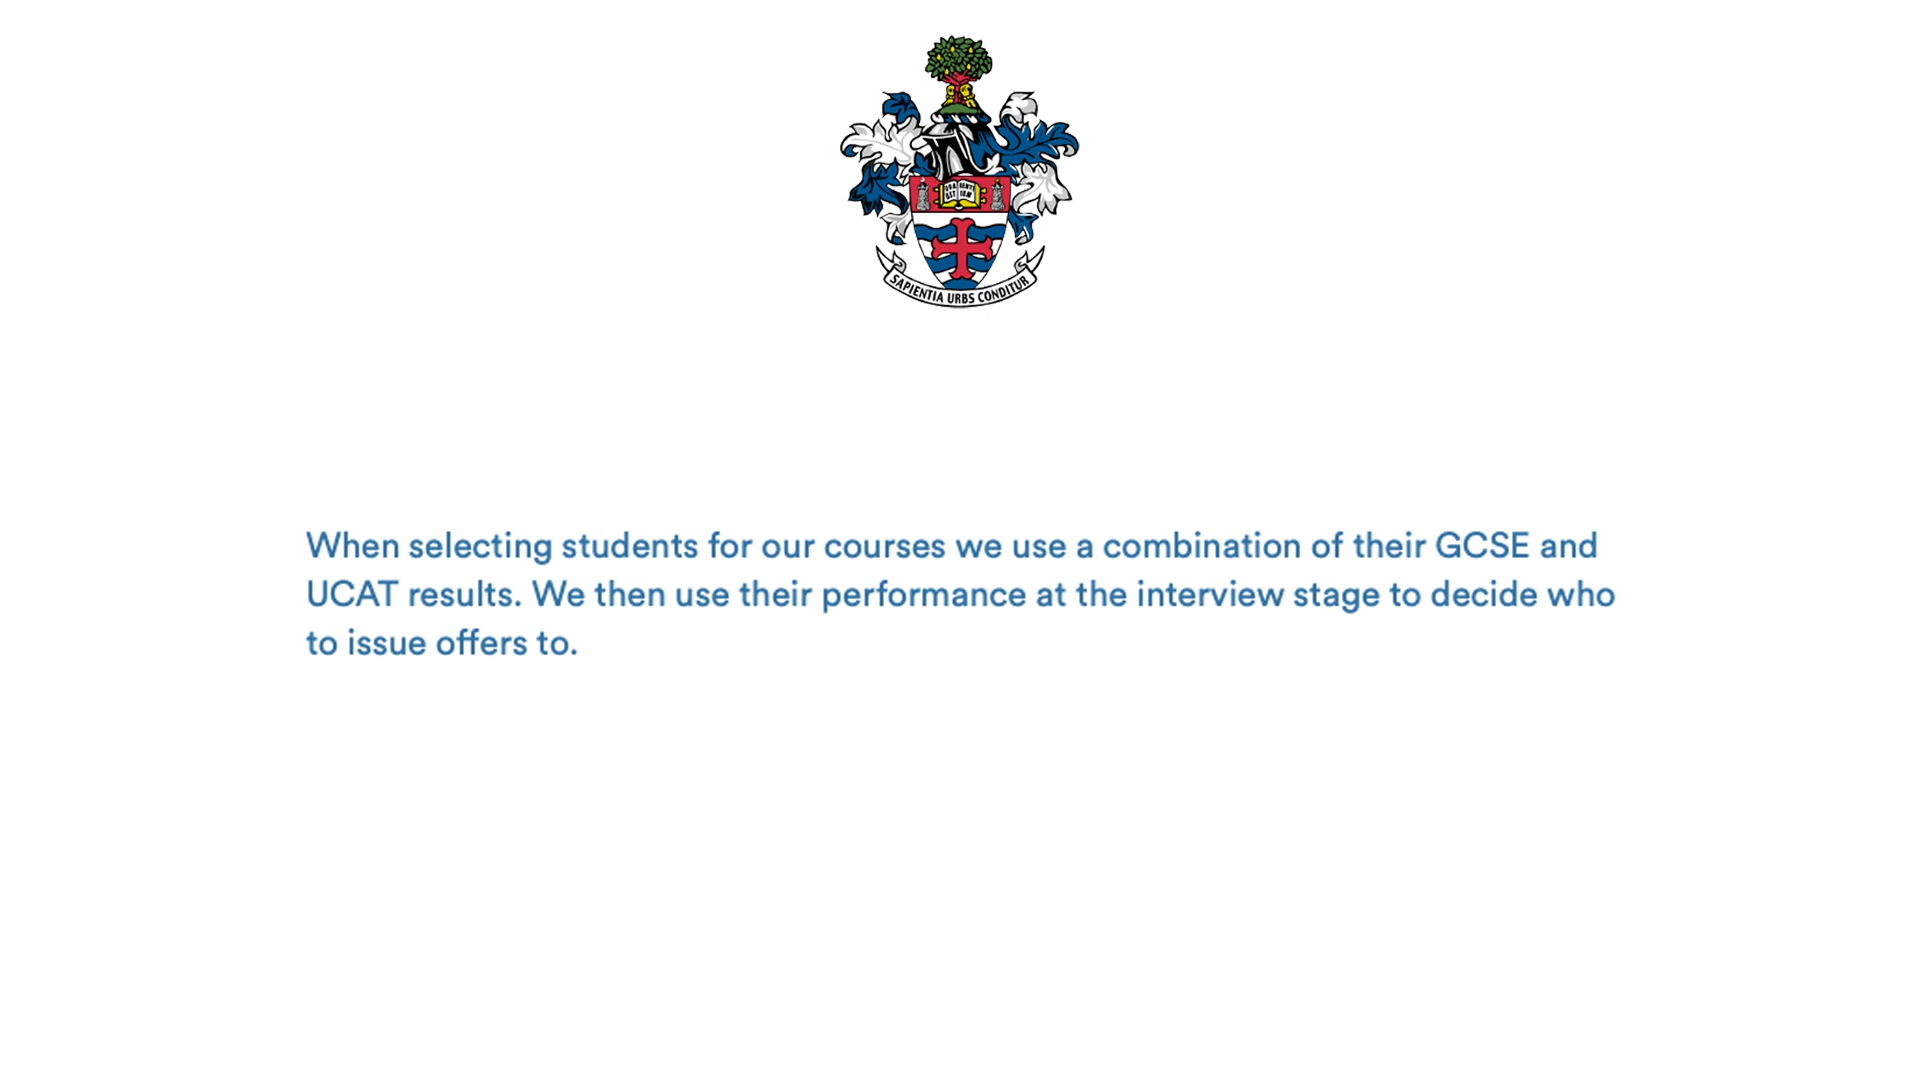 SAPIENTIA URBS CONDITUR
When selecting students for our courses we use a combination of their GCSE and
UCAT results. We then use their performance at the interview stage to decide who
to issue offers to.